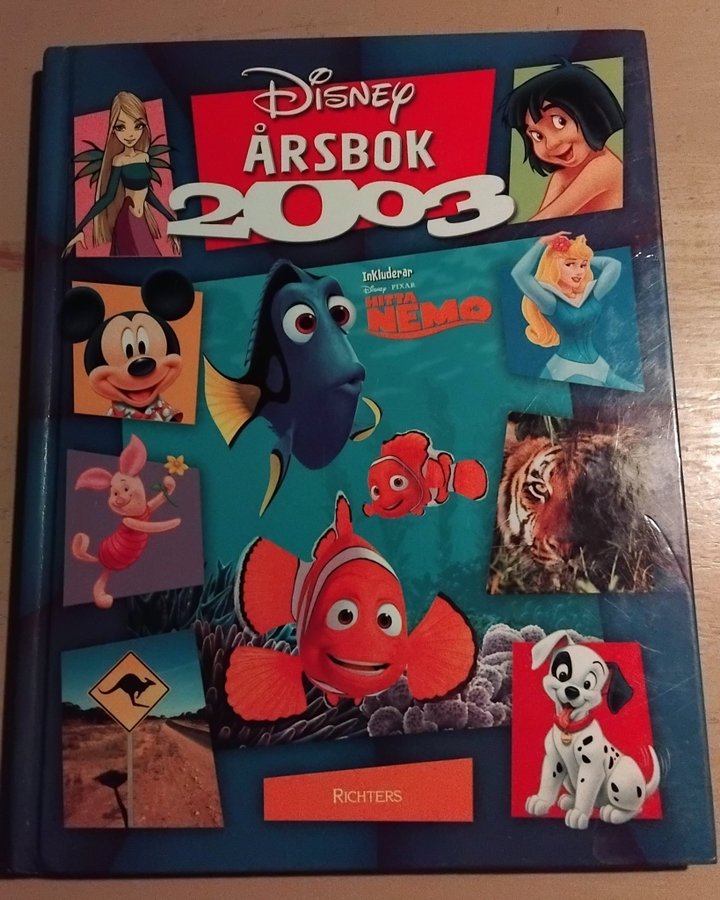 Disney
ÅRSBOK
2003
Inkluderar
Disney PIXAR
HITTA
NEMO
RICHTERS